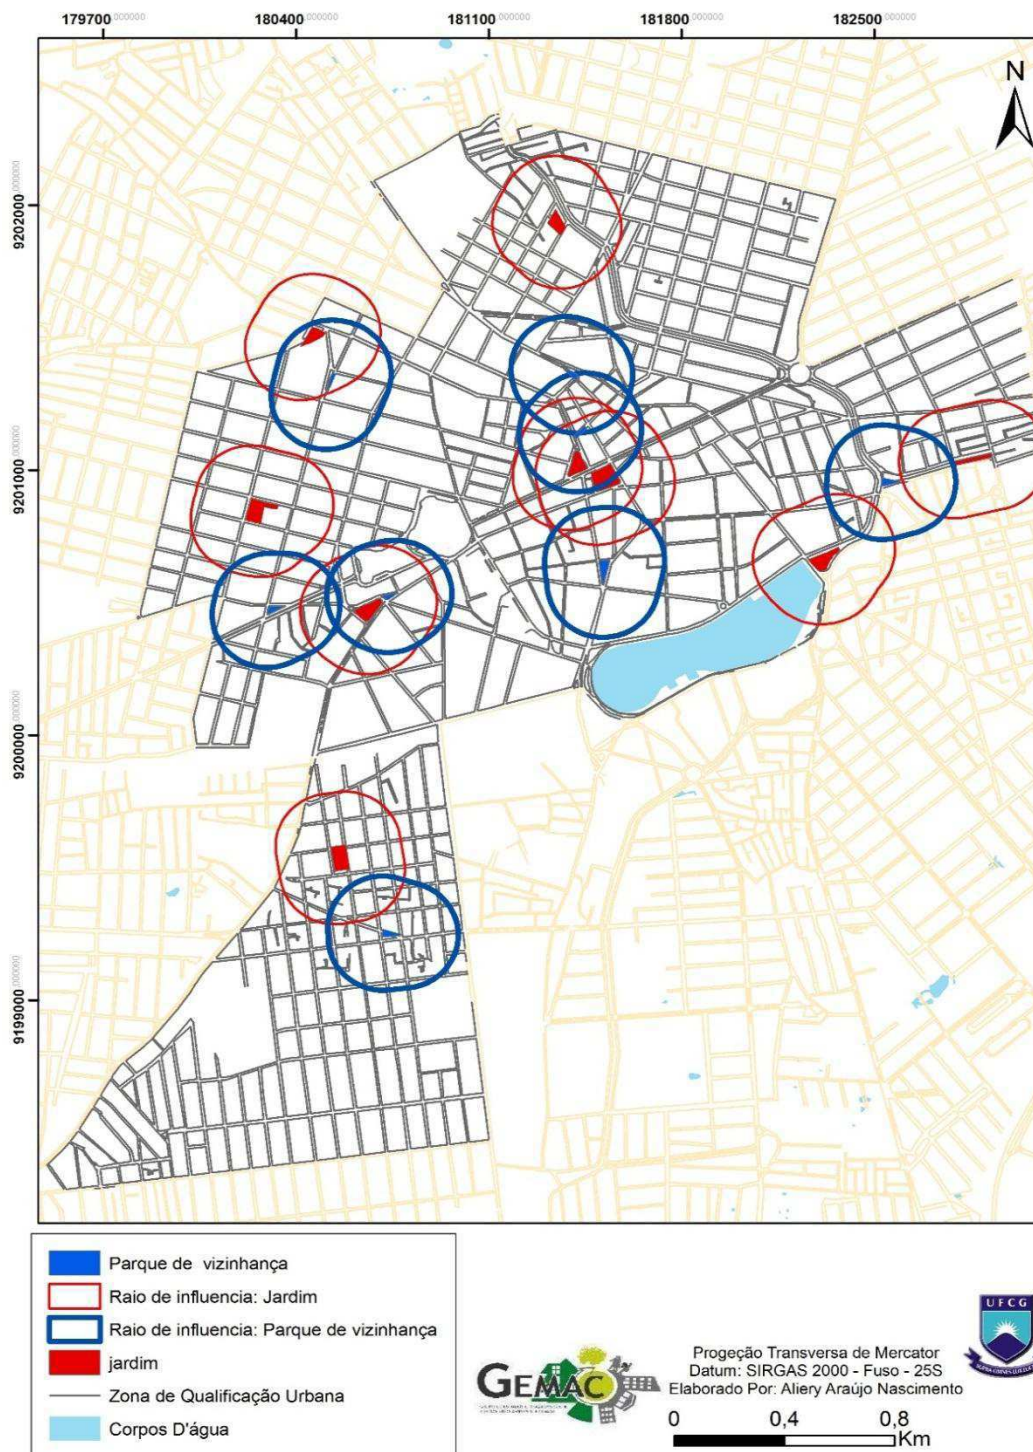 179700,000000 180400,000000 181100,000000 181800,000000 182500,000000
N
9202000,000000
9201000,000000
9200000,000000
9199000,000000
Parque de vizinhança
Raio de influencia: Jardim
Raio de influencia: Parque de vizinhança
jardim
Zona de Qualificação Urbana
Corpos D'água
GEMAC
Progeção Transversa de Mercator
Datum: SIRGAS 2000 - Fuso - 25S
Elaborado Por: Aliery Araújo Nascimento
0 0,4 0,8
Km
UFCG